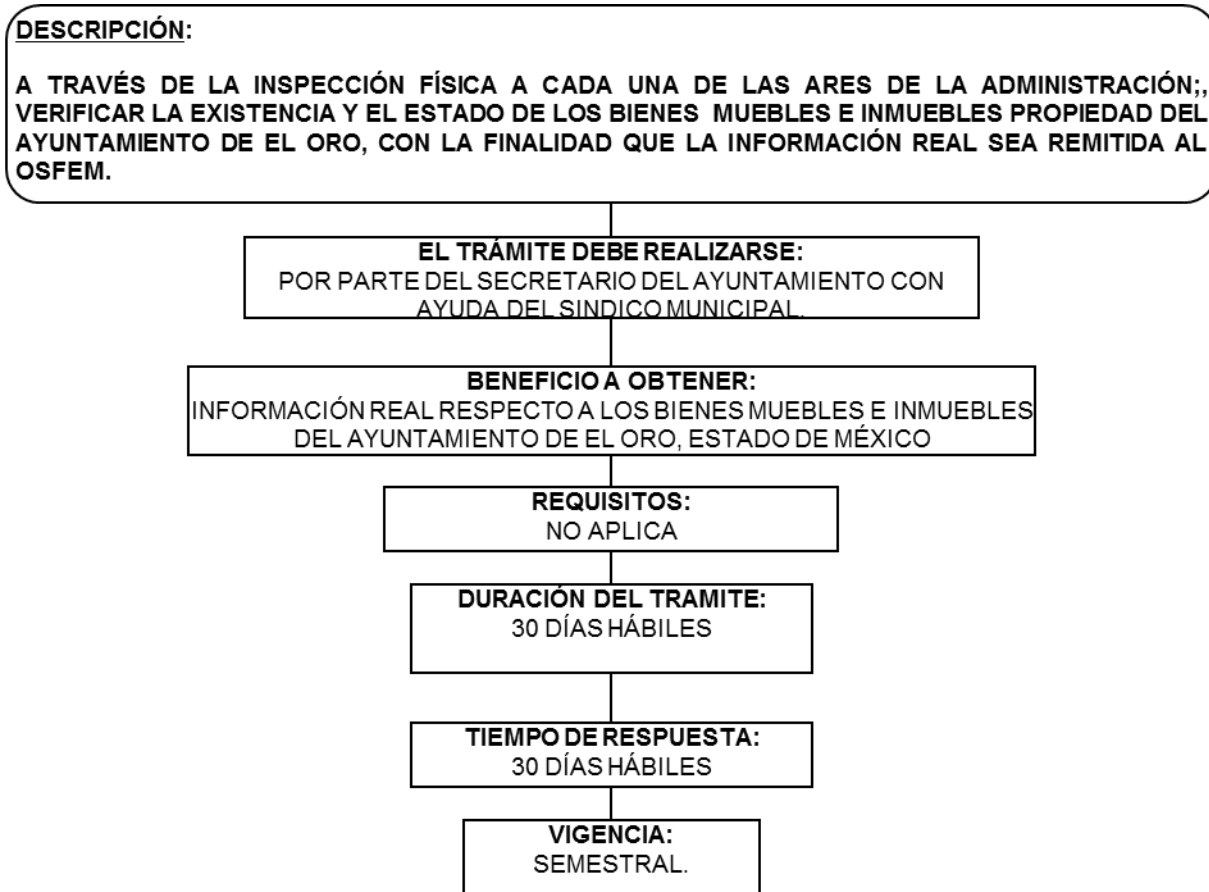 DESCRIPCIÓN:
A TRAVÉS DE LA INSPECCIÓN FÍSICA A CADA UNA DE LAS ARES DE LA ADMINISTRACIÓN;,
VERIFICAR LA EXISTENCIA Y EL ESTADO DE LOS BIENES MUEBLES E INMUEBLES PROPIEDAD DEL
AYUNTAMIENTO DE EL ORO, CON LA FINALIDAD QUE LA INFORMACIÓN REAL SEA REMITIDA AL
OSFEM.
EL TRÁMITE DEBE REALIZARSE:
POR PARTE DEL SECRETARIO DEL AYUNTAMIENTO CON
AYUDA DEL SINDICO MUNICIPAL.
BENEFICIO A OBTENER:
INFORMACIÓN REAL RESPECTO A LOS BIENES MUEBLES E INMUEBLES
DEL AYUNTAMIENTO DE EL ORO, ESTADO DE MÉXICO
REQUISITOS:
NO APLICA
DURACIÓN DEL TRAMITE:
30 DÍAS HÁBILES
TIEMPO DE RESPUESTA:
30 DÍAS HÁBILES
VIGENCIA:
SEMESTRAL.